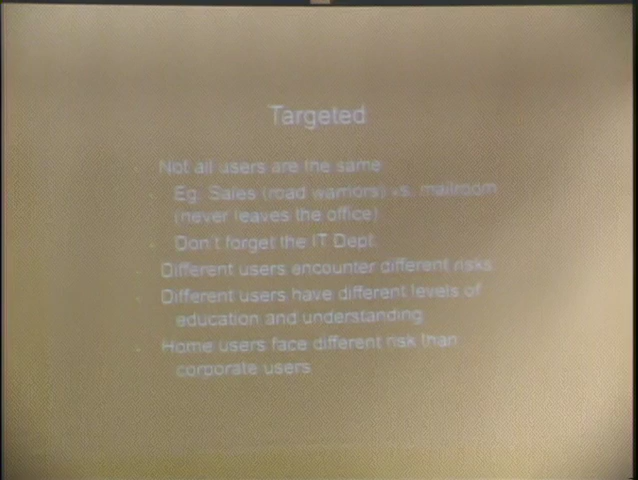 Targeted
Not all users are the same
Eg: Sales (road warriors) vs. mailroom
(never leaves the office)
Don't forget the IT Dept.
Different users encounter different risks
Different users have different levels of
education and understanding
Home users face different risk than
corporate users